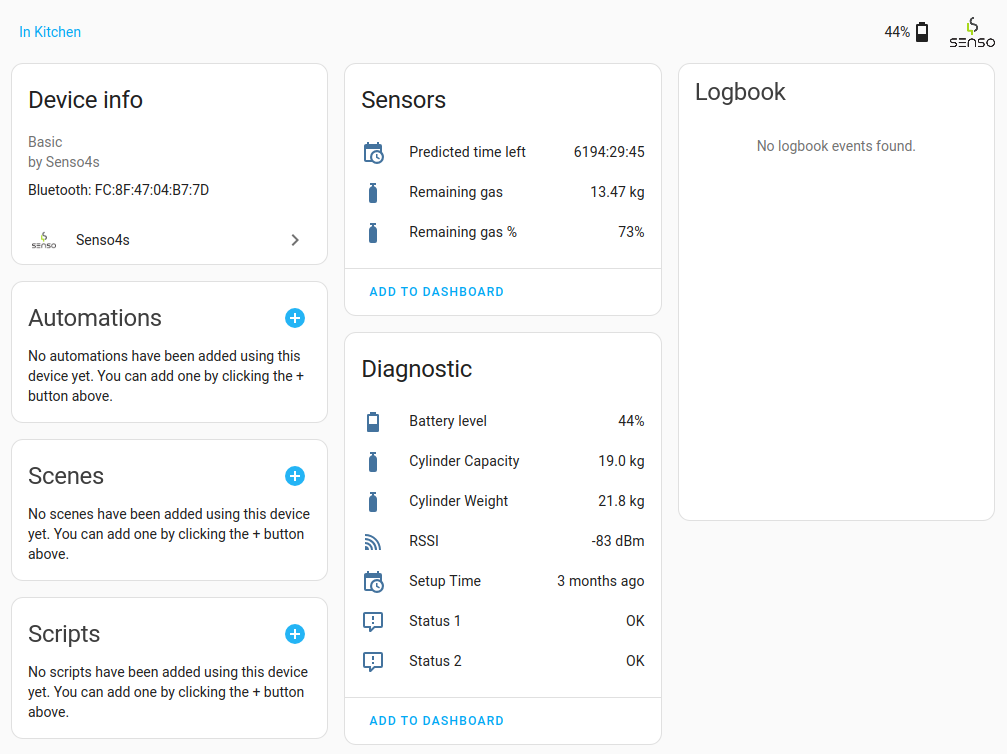 In Kitchen
44%
SENSO
Device info
Basic
by Senso4s
Bluetooth: FC:8F:47:04:B7:7D
SENSO
Senso4s
Automations
No automations have been added using this
device yet. You can add one by clicking the +
button above.
Scenes
No scenes have been added using this device
yet. You can add one by clicking the + button
above.
Scripts
No scripts have been added using this device
yet. You can add one by clicking the + button
above.
Sensors
Predicted time left 6194:29:45
Remaining gas 13.47 kg
Remaining gas % 73%
ADD TO DASHBOARD
Diagnostic
Battery level 44%
Cylinder Capacity 19.0 kg
Cylinder Weight 21.8 kg
RSSI -83 dBm
Setup Time 3 months ago
Status 1 OK
Status 2 OK
ADD TO DASHBOARD
Logbook
No logbook events found.